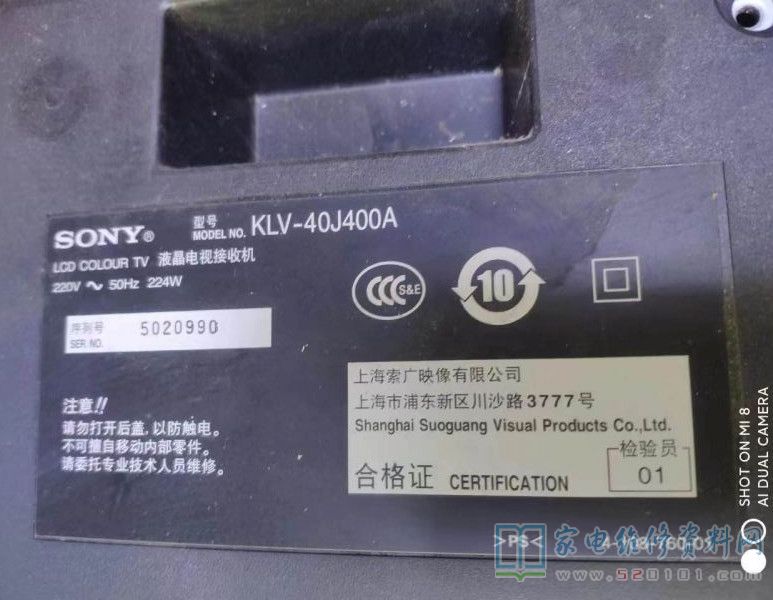 SONY®
型号
MODEL NO. KLV-40J400A
LCD COLOUR TV 液晶电视接收机
220V ~ 50Hz 224W
序列号
SER. NO. 5020990
CCC S&E
10
注意!!
请勿打开后盖,以防触电。
不可擅自移动内部零件。
请委托专业技术人员维修。
上海索广映像有限公司
上海市浦东新区川沙路3777号
Shanghai Suoguang Visual Products Co.,Ltd.
合格证 CERTIFICATION
检验员
01
>PS<
家电维修资料网
www.520101.com
SHOT ON MI 8
AI DUAL CAMERA